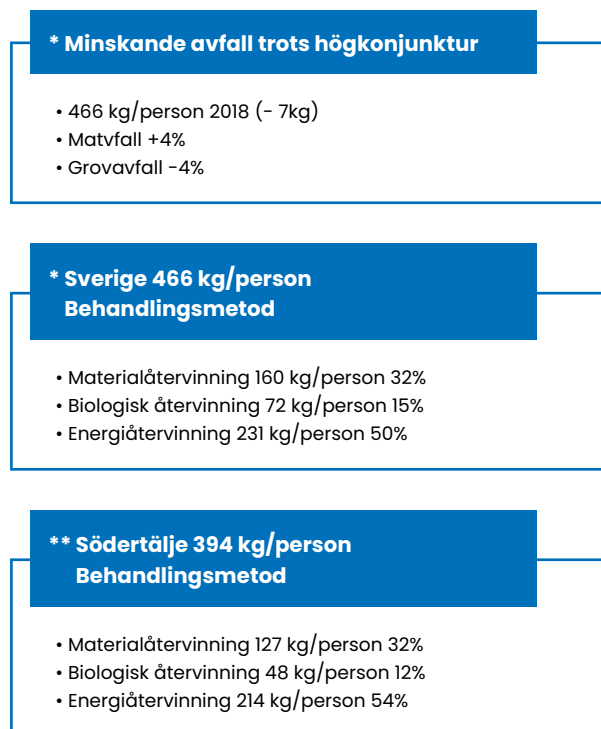 * Minskande avfall trots högkonjunktur
• 466 kg/person 2018 (- 7kg)
• Matvfall +4%
• Grovavfall -4%
* Sverige 466 kg/person
Behandlingsmetod
• Materialåtervinning 160 kg/person 32%
• Biologisk återvinning 72 kg/person 15%
• Energiåtervinning 231 kg/person 50%
** Södertälje 394 kg/person
Behandlingsmetod
• Materialåtervinning 127 kg/person 32%
• Biologisk återvinning 48 kg/person 12%
• Energiåtervinning 214 kg/person 54%